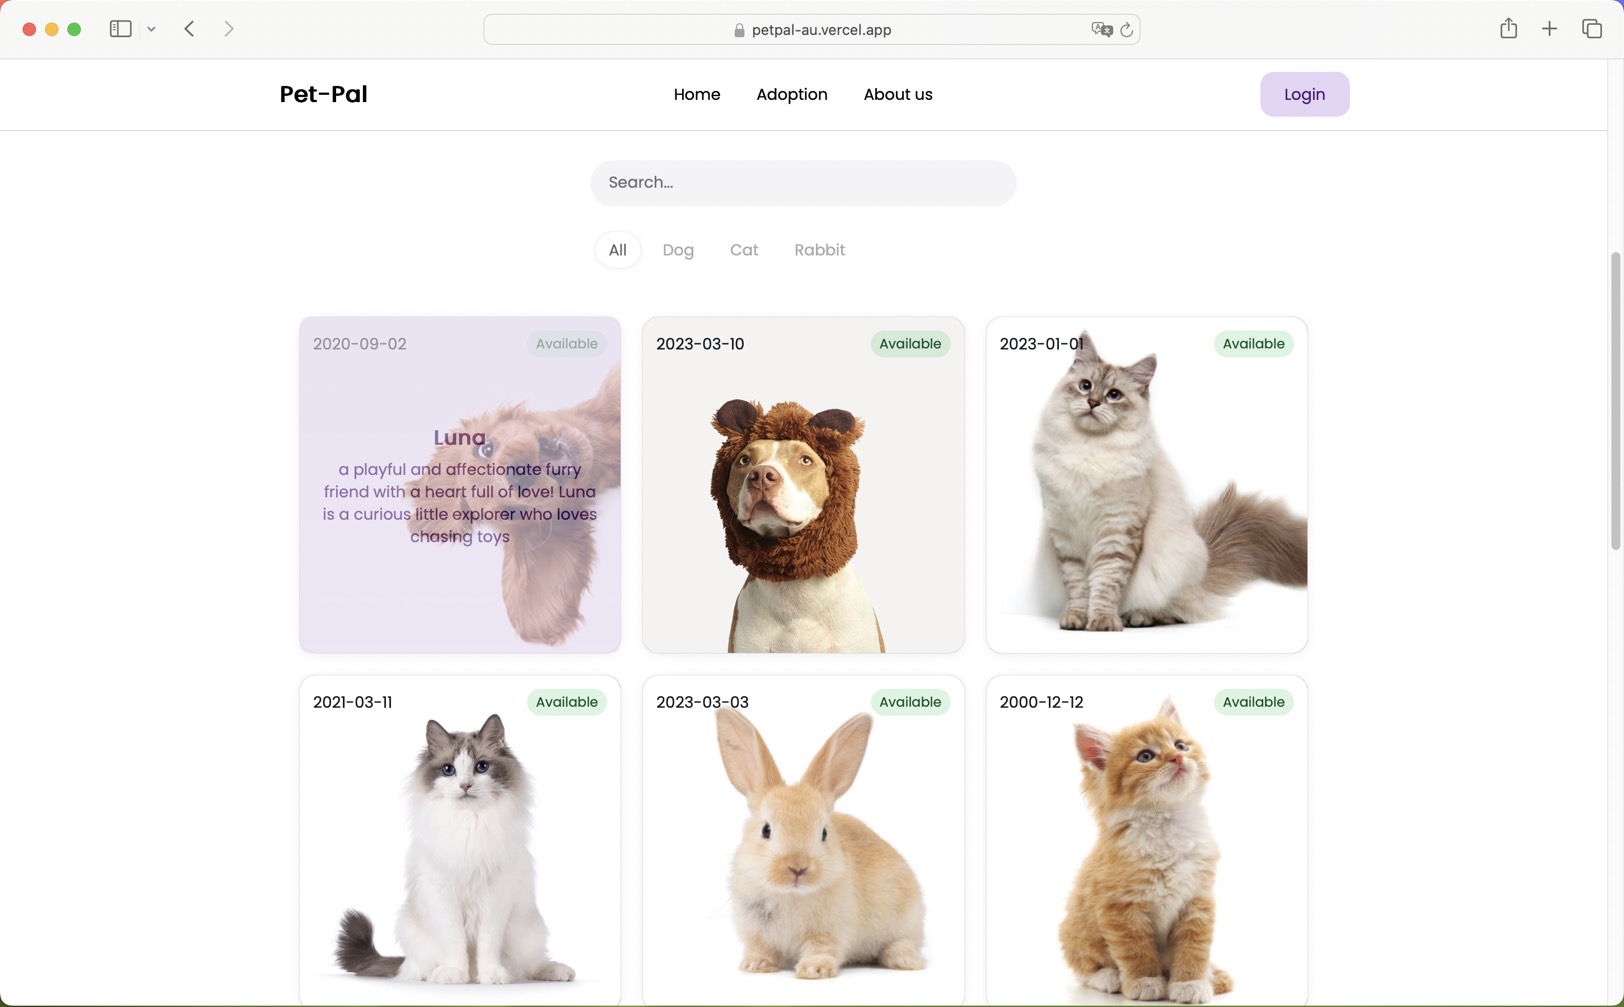 petpal-au.vercel.app
Pet-Pal
Home Adoption About us
Login
Search...
All Dog Cat Rabbit
2020-09-02 Available
Luna
a playful and affectionate furry
friend with a heart full of love! Luna
is a curious little explorer who loves
chasing toys
2023-03-10 Available
2023-01-01 Available
2021-03-11 Available
2023-03-03 Available
2000-12-12 Available